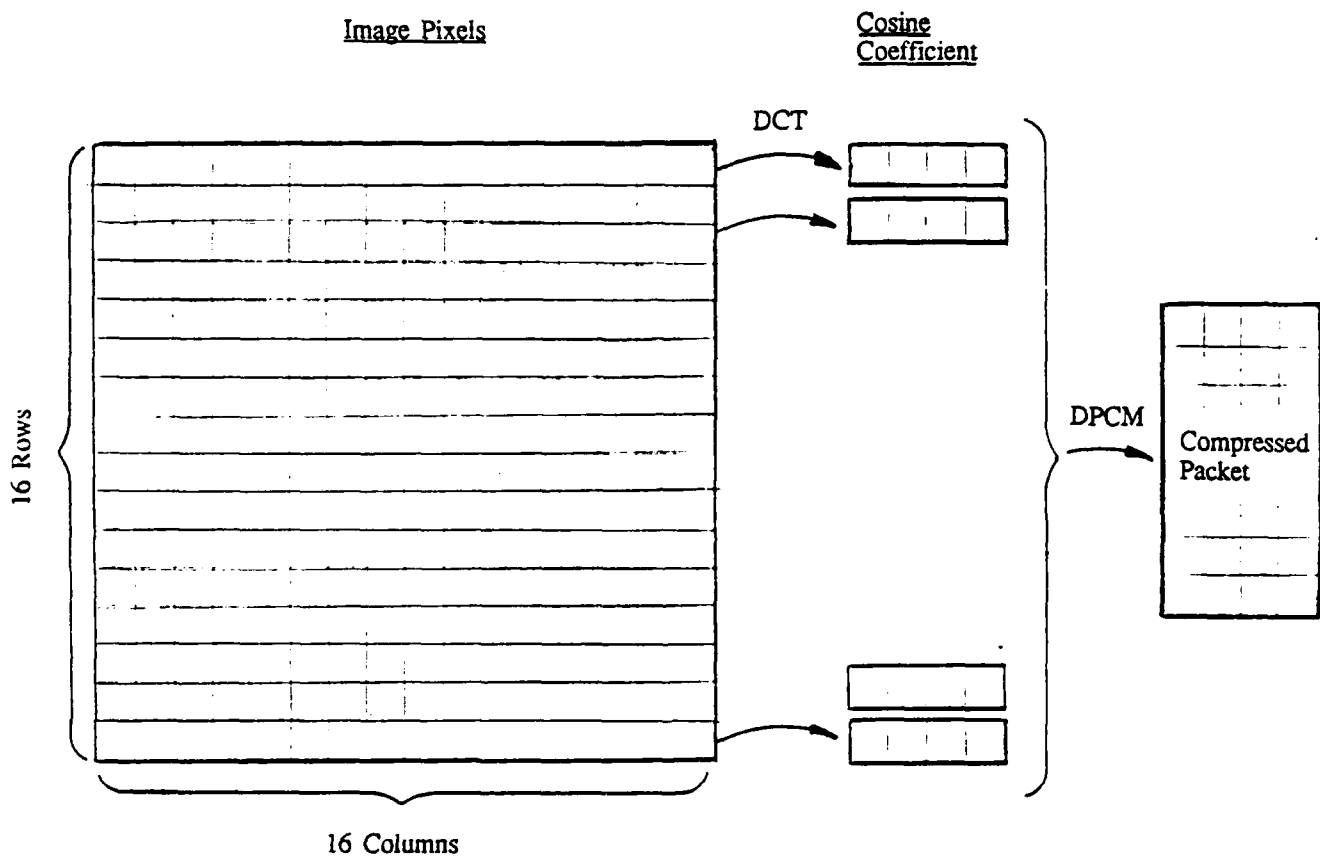 Image Pixels
Cosine
Coefficient
DCT
16 Rows
DPCM
Compressed
Packet
16 Columns